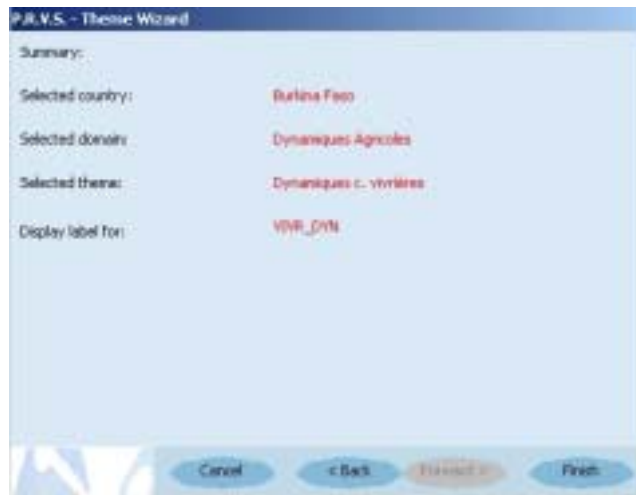 P.R.V.S. - Theme Wizard
Summary:
Selected country: Burkina Faso
Selected domain: Dynamiques Agricoles
Selected theme: Dynamiques c. vivrières
Display label for: VIVR_DYN
Cancel < Back Forward > Finish